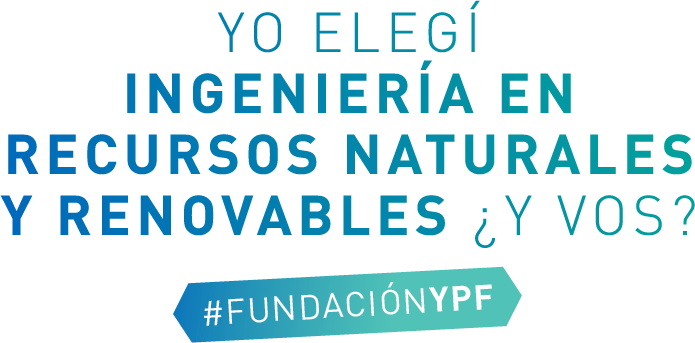 YO ELEGÍ
INGENIERÍA EN
RECURSOS NATURALES
Y RENOVABLES ¿Y VOS?
#FUNDACIÓNYPF